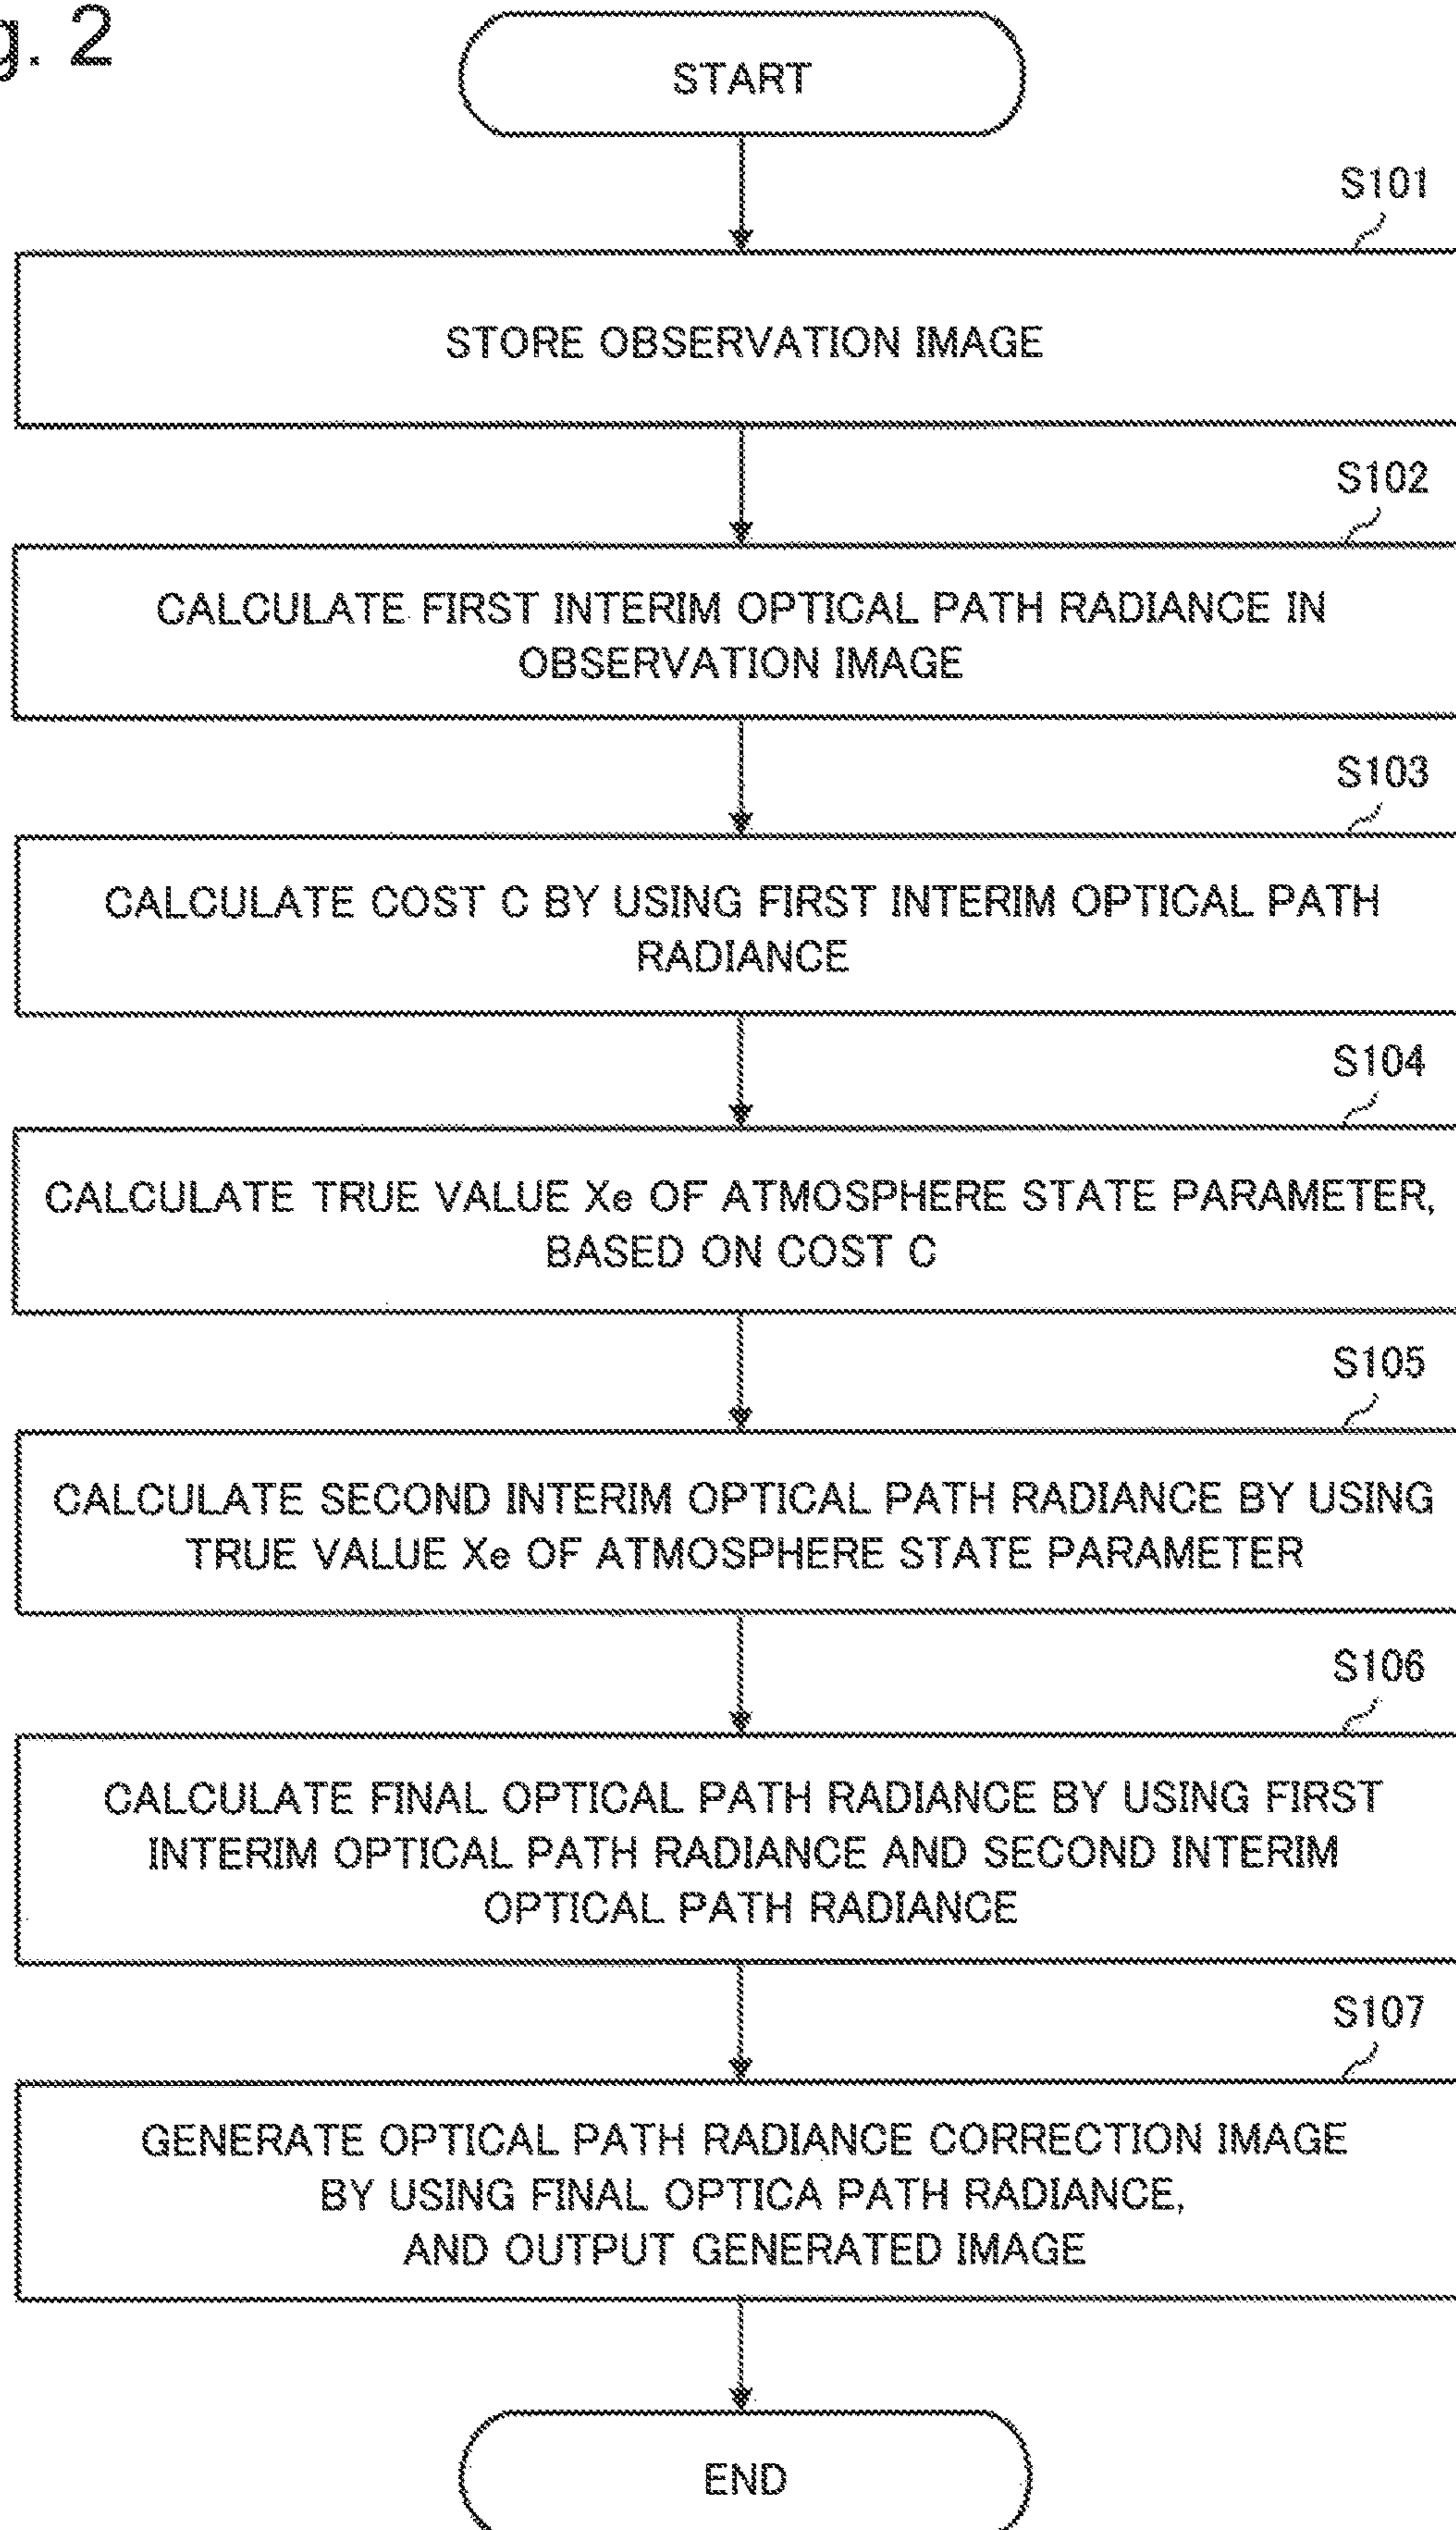 g. 2
START
S101
STORE OBSERVATION IMAGE
S102
CALCULATE FIRST INTERIM OPTICAL PATH RADIANCE IN
OBSERVATION IMAGE
S103
CALCULATE COST C BY USING FIRST INTERIM OPTICAL PATH
RADIANCE
S104
CALCULATE TRUE VALUE Xe OF ATMOSPHERE STATE PARAMETER,
BASED ON COST C
S105
CALCULATE SECOND INTERIM OPTICAL PATH RADIANCE BY USING
TRUE VALUE Xe OF ATMOSPHERE STATE PARAMETER
S106
CALCULATE FINAL OPTICAL PATH RADIANCE BY USING FIRST
INTERIM OPTICAL PATH RADIANCE AND SECOND INTERIM
OPTICAL PATH RADIANCE
S107
GENERATE OPTICAL PATH RADIANCE CORRECTION IMAGE
BY USING FINAL OPTICA PATH RADIANCE,
AND OUTPUT GENERATED IMAGE
END